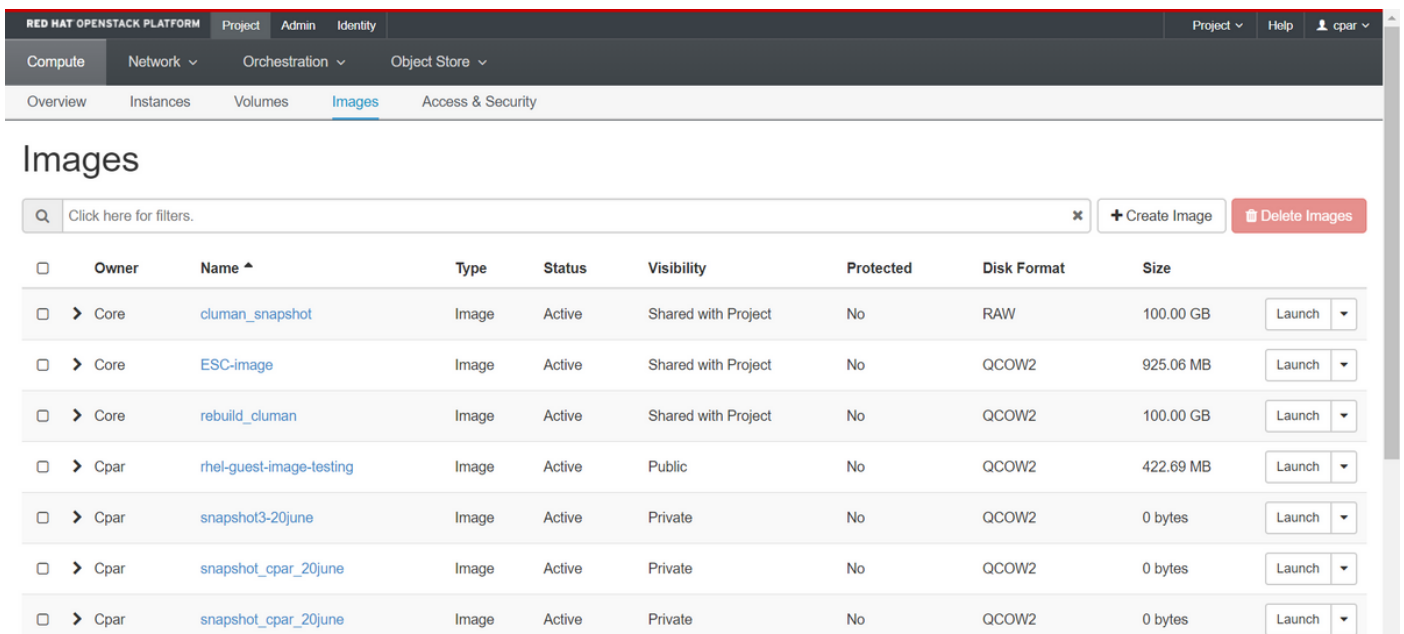 RED HAT OPENSTACK PLATFORM Project Admin Identity Project Help cpar
Compute Network Orchestration Object Store
Overview Instances Volumes Images Access & Security
Images
Click here for filters. Create Image Delete Images
Owner Name Type Status Visibility Protected Disk Format Size
Core cluman_snapshot Image Active Shared with Project No RAW 100.00 GB Launch
Core ESC-image Image Active Shared with Project No QCOW2 925.06 MB Launch
Core rebuild_cluman Image Active Shared with Project No QCOW2 100.00 GB Launch
Cpar rhel-guest-image-testing Image Active Public No QCOW2 422.69 MB Launch
Cpar snapshot3-20june Image Active Private No QCOW2 0 bytes Launch
Cpar snapshot_cpar_20june Image Active Private No QCOW2 0 bytes Launch
Cpar snapshot_cpar_20june Image Active Private No QCOW2 0 bytes Launch